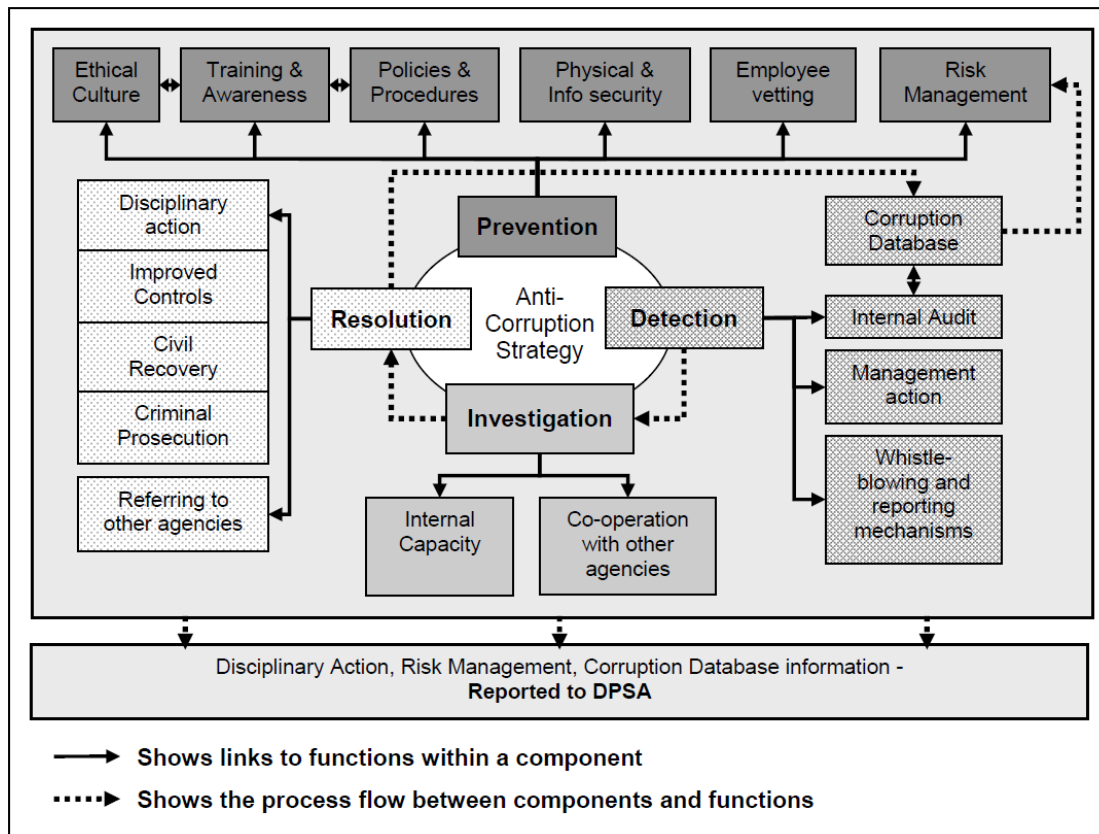 Ethical
Culture
Training &
Awareness
Policies &
Procedures
Physical &
Info security
Employee
vetting
Risk
Management
Disciplinary
action
Improved
Controls
Civil
Recovery
Criminal
Prosecution
Referring to
other agencies
Prevention
Resolution
Anti-
Corruption
Strategy
Detection
Investigation
Internal
Capacity
Co-operation
with other
agencies
Corruption
Database
Internal Audit
Management
action
Whistle-
blowing and
reporting
mechanisms
Disciplinary Action, Risk Management, Corruption Database information -
Reported to DPSA
Shows links to functions within a component
Shows the process flow between components and functions